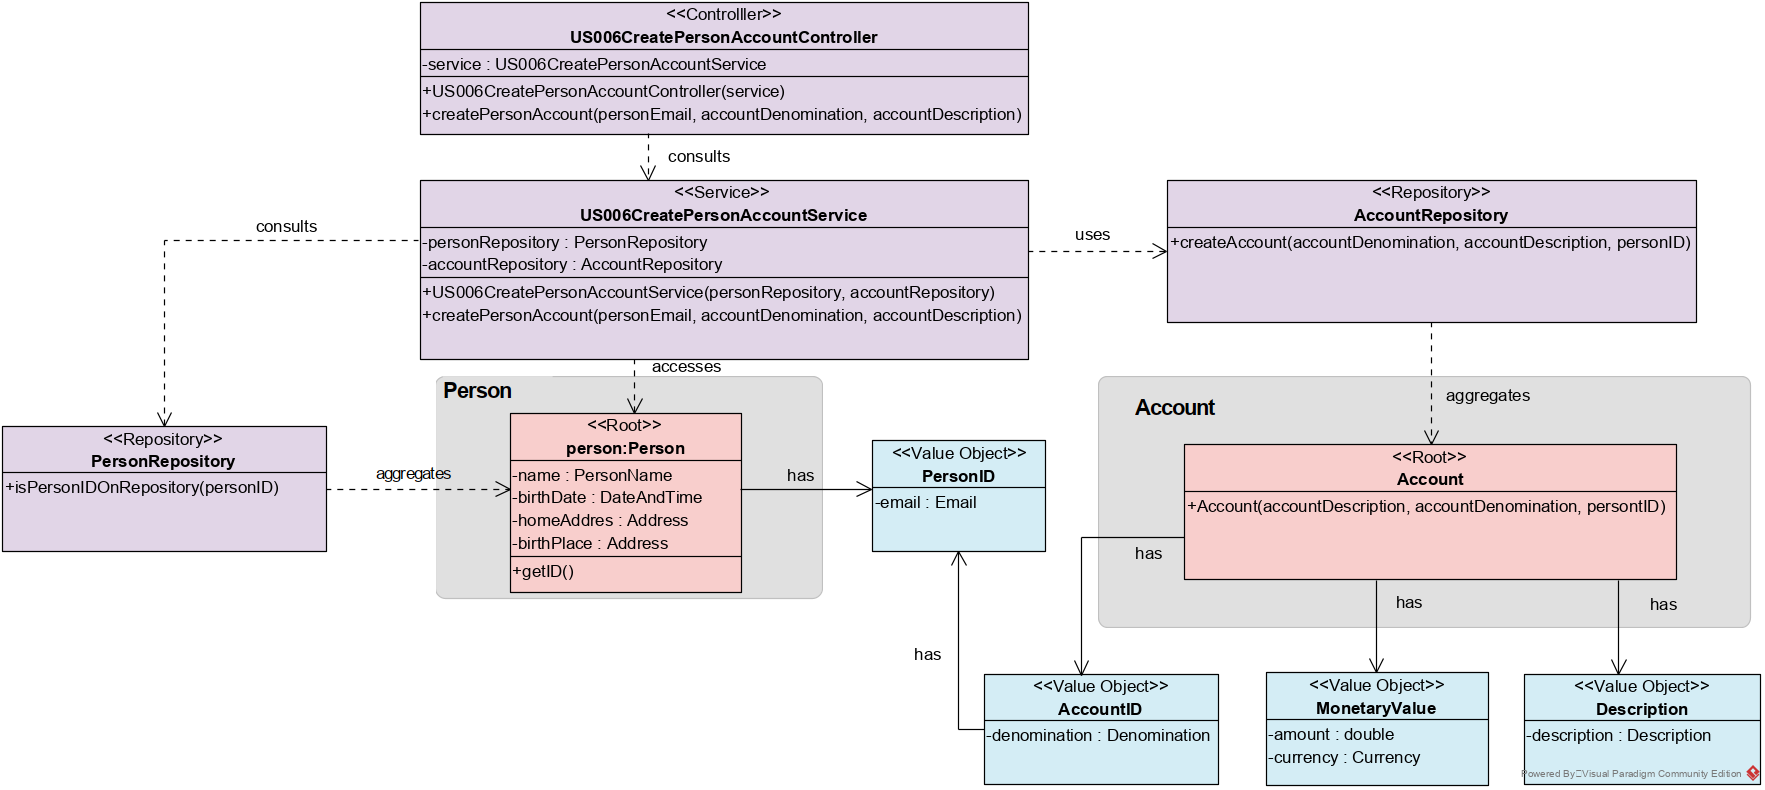 <<Controlller>>
US006CreatePersonAccountController
-service : US006CreatePersonAccountService
+US006CreatePersonAccountController(service)
+createPersonAccount(personEmail, accountDenomination, accountDescription)
consults
<<Service>>
US006CreatePersonAccountService
-personRepository : PersonRepository
-accountRepository : AccountRepository
+US006CreatePersonAccountService(personRepository, accountRepository)
+createPersonAccount(personEmail, accountDenomination, accountDescription)
consults
uses
<<Repository>>
AccountRepository
+createAccount(accountDenomination, accountDescription, personID)
accesses
aggregates
<<Repository>>
PersonRepository
+isPersonIDOnRepository(personID)
aggregates
Person
<<Root>>
person:Person
-name : PersonName
-birthDate : DateAndTime
-homeAddres : Address
-birthPlace : Address
+getID()
has
<<Value Object>>
PersonID
-email : Email
Account
<<Root>>
Account
+Account(accountDescription, accountDenomination, persontID)
has
has
has
has
<<Value Object>>
AccountID
-denomination : Denomination
<<Value Object>>
MonetaryValue
-amount : double
-currency : Currency
<<Value Object>>
Description
-description : Description
Powered By Visual Paradigm Community Edition